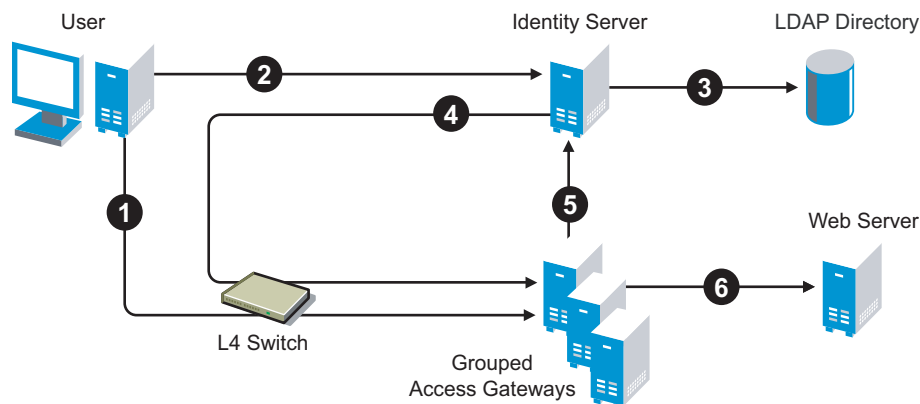 User
Identity Server
LDAP Directory
2
3
4
1
5
Web Server
6
L4 Switch
Grouped
Access Gateways